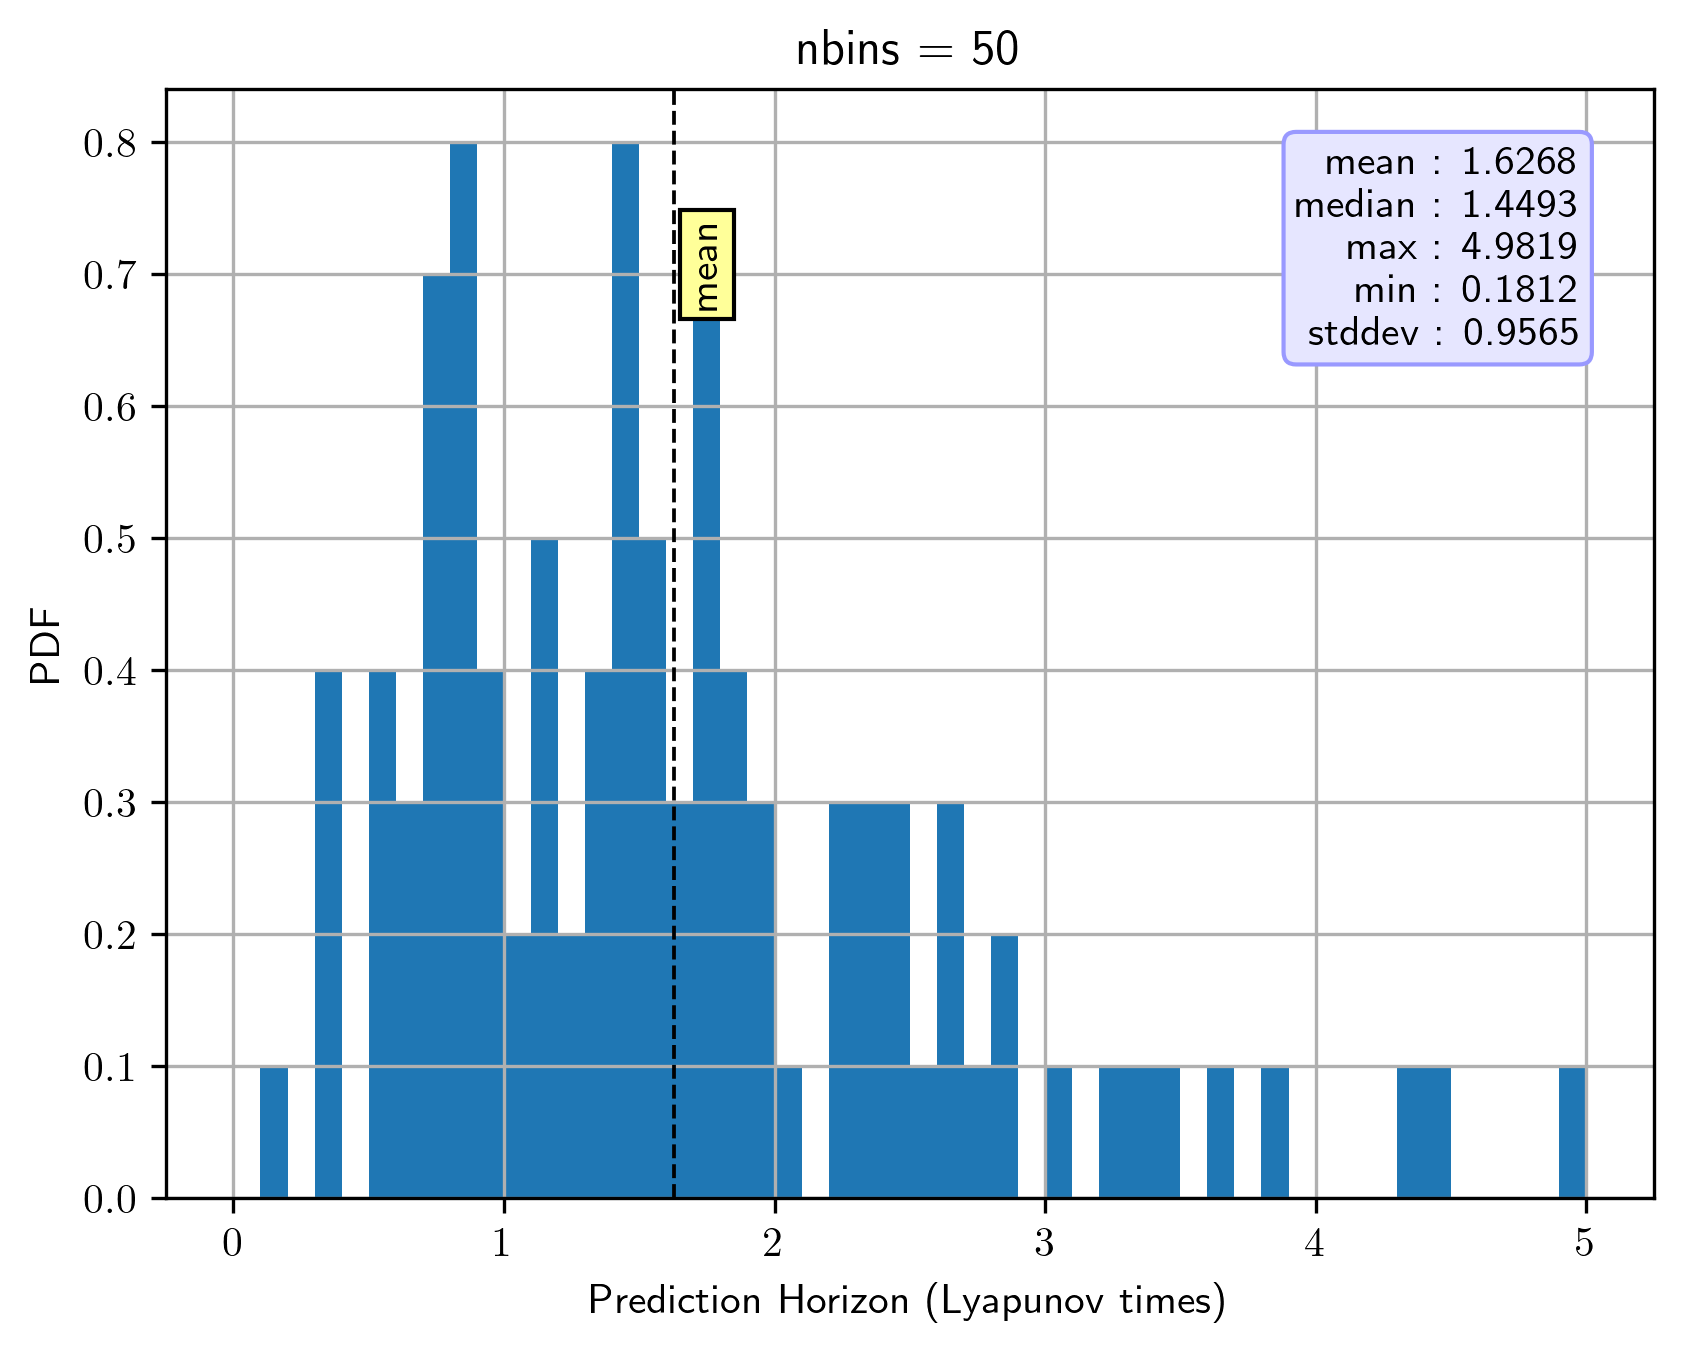 nbins = 50
0.8
0.7
0.6
0.5
0.4
0.3
0.2
0.1
0.0
PDF
mean
mean : 1.6268
median : 1.4493
max : 4.9819
min : 0.1812
stddev : 0.9565
0 1 2 3 4 5
Prediction Horizon (Lyapunov times)